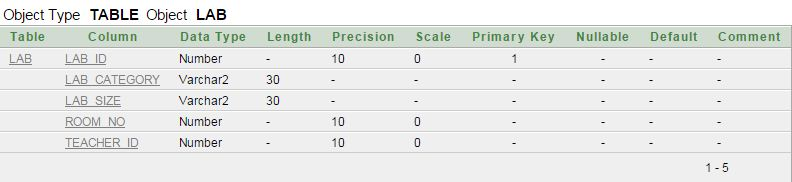 Object Type TABLE Object LAB
Table Column Data Type Length Precision Scale Primary Key Nullable Default Comment
LAB LAB_ID Number - 10 0 1 - - -
LAB_CATEGORY Varchar2 30 - - - - - -
LAB_SIZE Varchar2 30 - - - - - -
ROOM_NO Number - 10 0 - - - -
TEACHER_ID Number - 10 0 - - - -
1 - 5